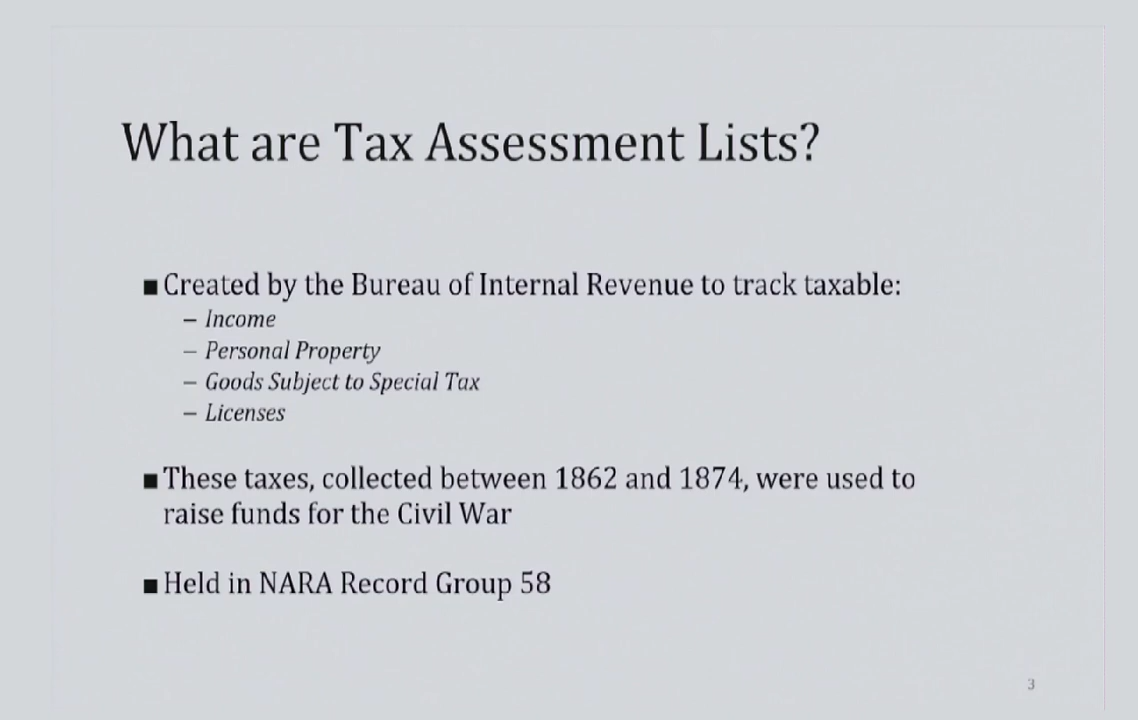 What are Tax Assessment Lists?
■ Created by the Bureau of Internal Revenue to track taxable:
– Income
– Personal Property
– Goods Subject to Special Tax
– Licenses
■ These taxes, collected between 1862 and 1874, were used to
raise funds for the Civil War
■ Held in NARA Record Group 58
3